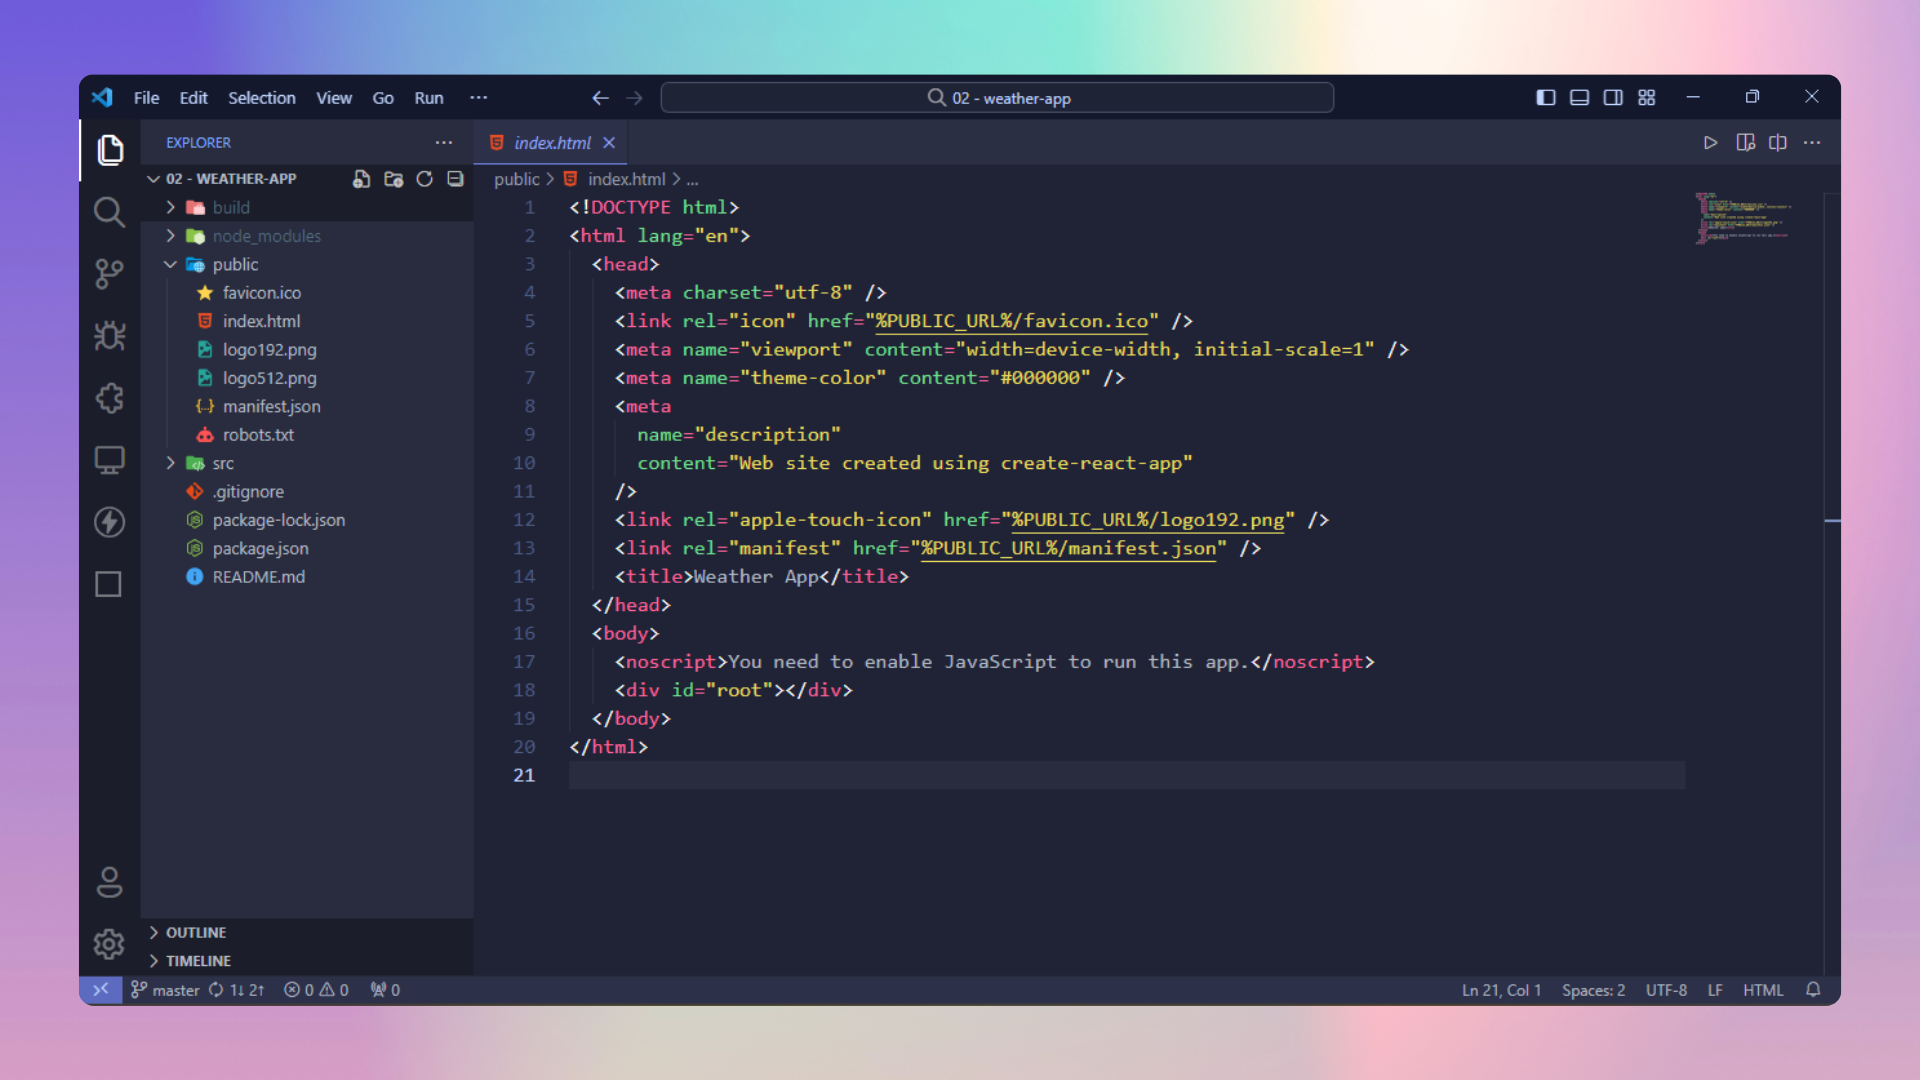 File Edit Selection View Go Run ···
02 - weather-app
EXPLORER ···
02 - WEATHER-APP
build
node_modules
public
favicon.ico
index.html
logo192.png
logo512.png
{..} manifest.json
robots.txt
src
.gitignore
package-lock.json
package.json
README.md
OUTLINE
TIMELINE
index.html
public > index.html > ...
1 <!DOCTYPE html>
2 <html lang="en">
3 <head>
4 <meta charset="utf-8" />
5 <link rel="icon" href="%PUBLIC_URL%/favicon.ico" />
6 <meta name="viewport" content="width=device-width, initial-scale=1" />
7 <meta name="theme-color" content="#000000" />
8 <meta
9 name="description"
10 content="Web site created using create-react-app"
11 />
12 <link rel="apple-touch-icon" href="%PUBLIC_URL%/logo192.png" />
13 <link rel="manifest" href="%PUBLIC_URL%/manifest.json" />
14 <title>Weather App</title>
15 </head>
16 <body>
17 <noscript>You need to enable JavaScript to run this app.</noscript>
18 <div id="root"></div>
19 </body>
20 </html>
21
master 1↓ 2↑ 0 0 0
Ln 21, Col 1 Spaces: 2 UTF-8 LF HTML